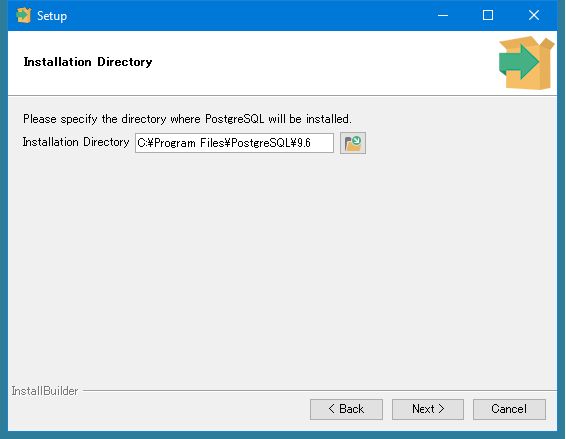 Setup
Installation Directory
Please specify the directory where PostgreSQL will be installed.
Installation Directory C:¥Program Files¥PostgreSQL¥9.6
InstallBuilder
< Back Next > Cancel